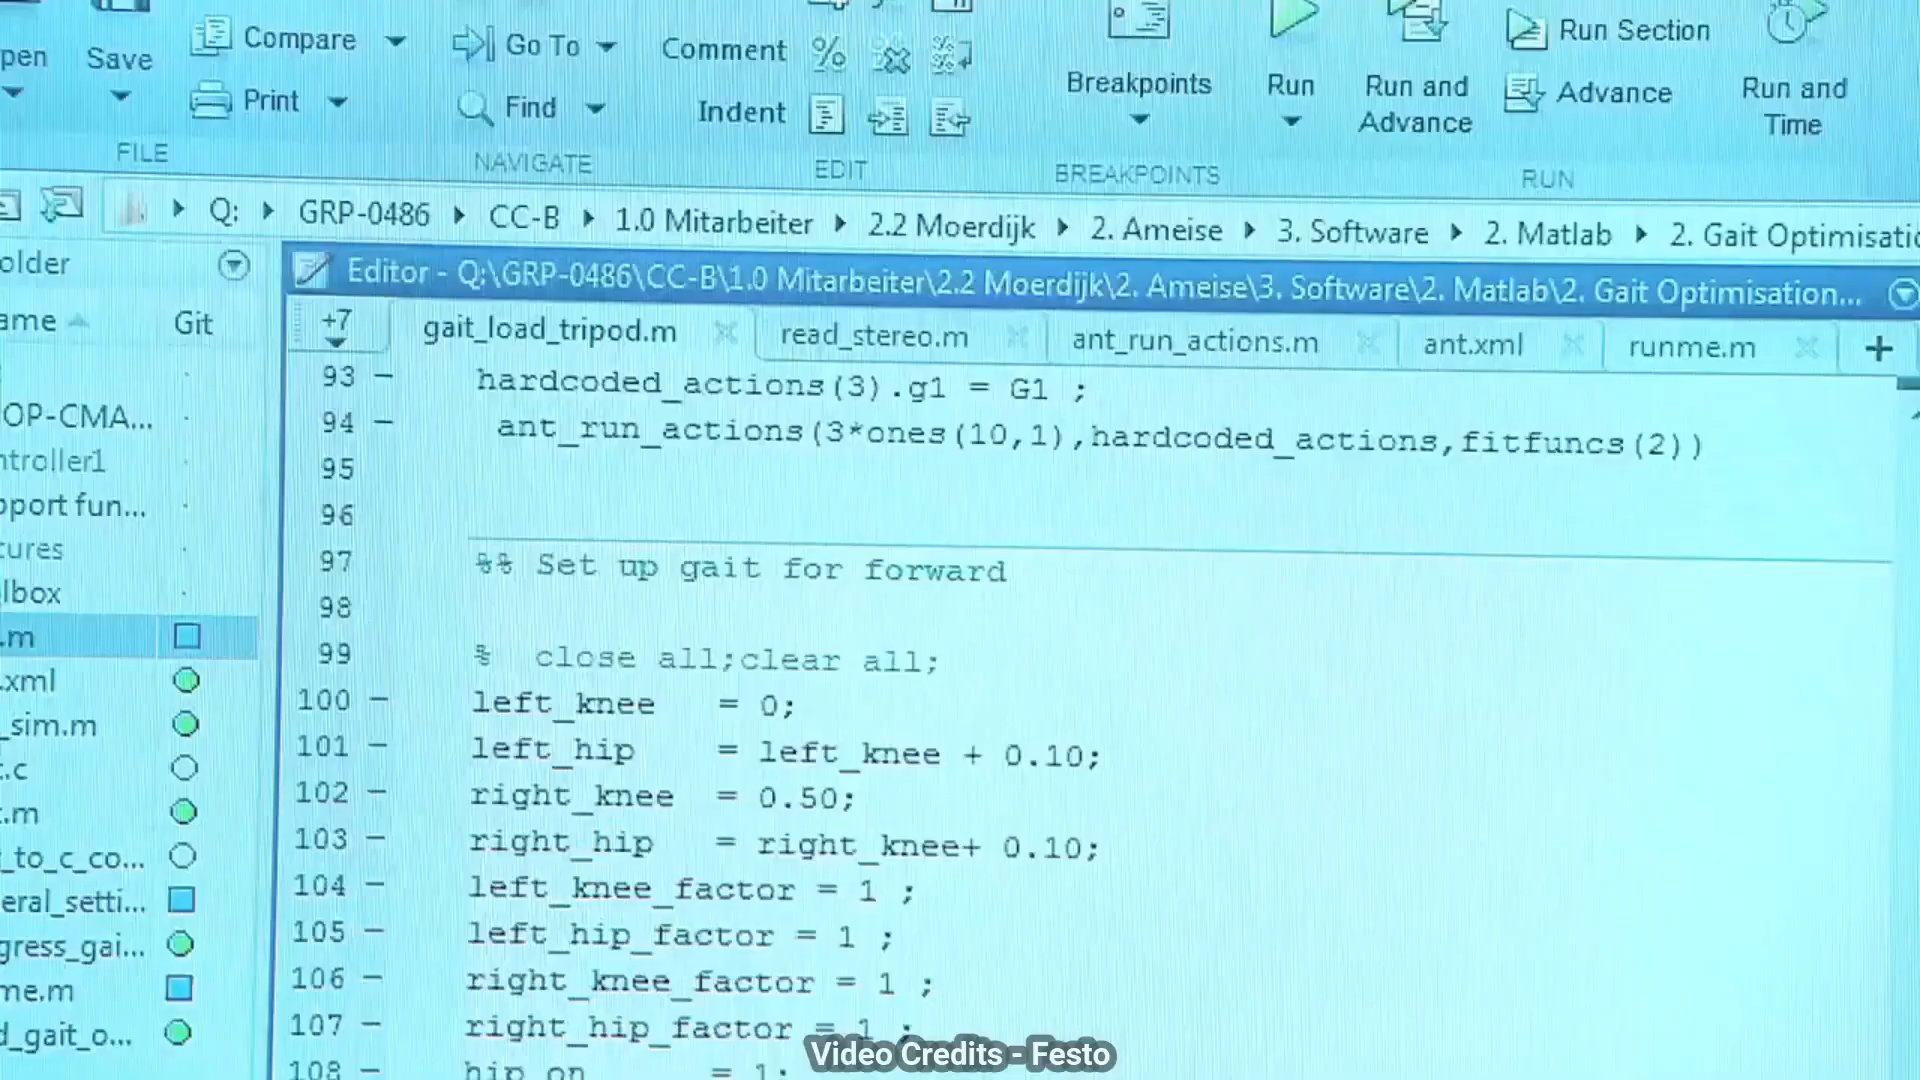 pen
Save
Compare
Print
Go To
Find
Comment
Indent
Breakpoints
Run
Run and
Advance
Run Section
Advance
Run and
Time
FILE
NAVIGATE
EDIT
BREAKPOINTS
RUN
Q: GRP-0486 CC-B 1.0 Mitarbeiter 2.2 Moerdijk 2. Ameise 3. Software 2. Matlab 2. Gait Optimisatio
older
Editor - Q:\GRP-0486\CC-B\1.0 Mitarbeiter\2.2 Moerdijk\2. Ameise\3. Software\2. Matlab\2. Gait Optimisation...
ame Git
+7 gait_load_tripod.m read_stereo.m ant_run_actions.m ant.xml runme.m +
OP-CMA...
ntroller1
pport fun...
tures
lbox
.m
.xml
_sim.m
t.c
t.m
_to_c_co...
eral_setti...
gress_gai...
me.m
d_gait_o...
93 - hardcoded_actions(3).g1 = G1 ;
94 - ant_run_actions(3*ones(10,1),hardcoded_actions,fitfuncs(2))
95
96
97 %% Set up gait for forward
98
99 % close all;clear all;
100 - left_knee = 0;
101 - left_hip = left_knee + 0.10;
102 - right_knee = 0.50;
103 - right_hip = right_knee+ 0.10;
104 - left_knee_factor = 1 ;
105 - left_hip_factor = 1 ;
106 - right_knee_factor = 1 ;
107 - right_hip_factor = 1 ;
108 - hip_on = 1;
Video Credits - Festo